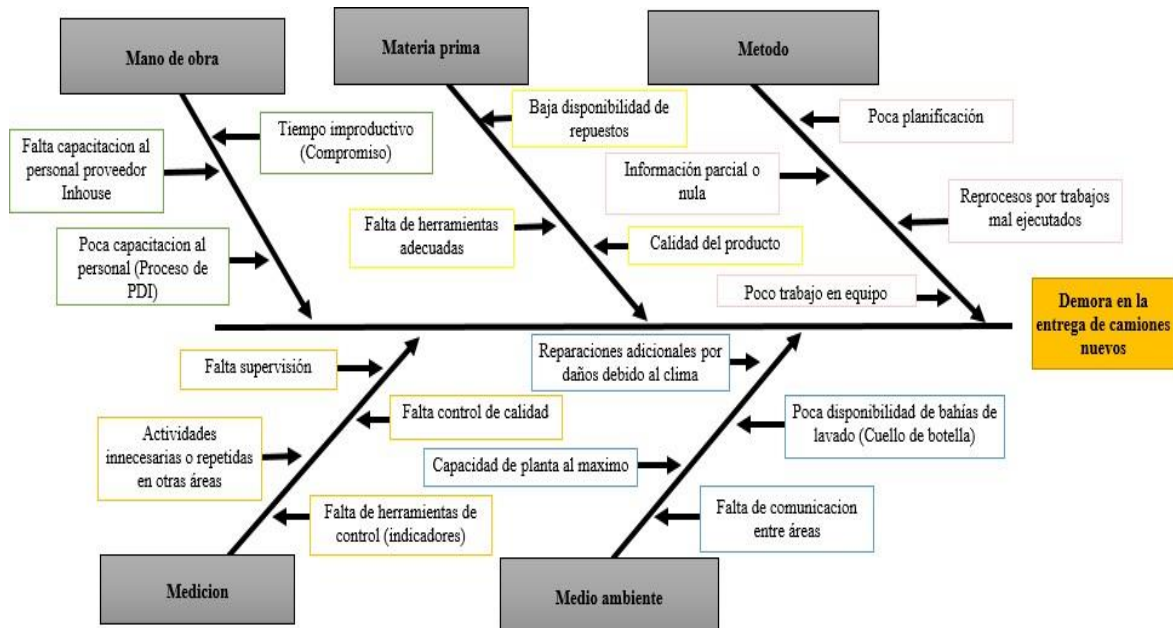 Mano de obra
Materia prima
Metodo
Tiempo improductivo
(Compromiso)
Falta capacitacion al
personal proveedor
Inhouse
Poca capacitacion al
personal (Proceso de
PDI)
Baja disponibilidad de
repuestos
Falta de herramientas
adecuadas
Calidad del producto
Poca planificación
Información parcial o
nula
Reprocesos por trabajos
mal ejecutados
Poco trabajo en equipo
Demora en la
entrega de camiones
nuevos
Falta supervisión
Falta control de calidad
Actividades
innecesarias o repetidas
en otras áreas
Falta de herramientas de
control (indicadores)
Reparaciones adicionales por
daños debido al clima
Poca disponibilidad de bahías de
lavado (Cuello de botella)
Capacidad de planta al maximo
Falta de comunicacion
entre áreas
Medicion
Medio ambiente